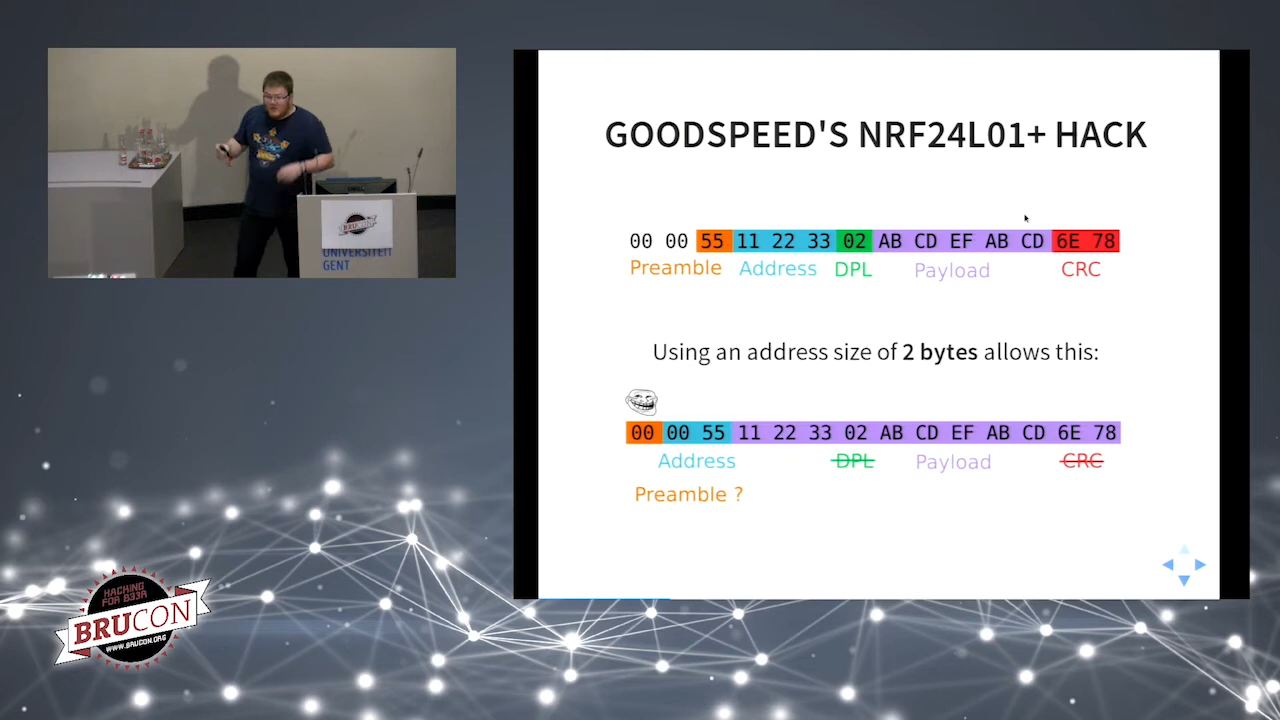 GOODSPEED'S NRF24L01+ HACK
00 00 55 11 22 33 02 AB CD EF AB CD 6E 78
Preamble Address DPL Payload CRC
Using an address size of 2 bytes allows this:
00 00 55 11 22 33 02 AB CD EF AB CD 6E 78
Address DPL Payload CRC
Preamble ?
BRUCON
UNIVERSITEIT
GENT
HACKING
FOR B33R
BRUCON
WWW.BRUCON.ORG